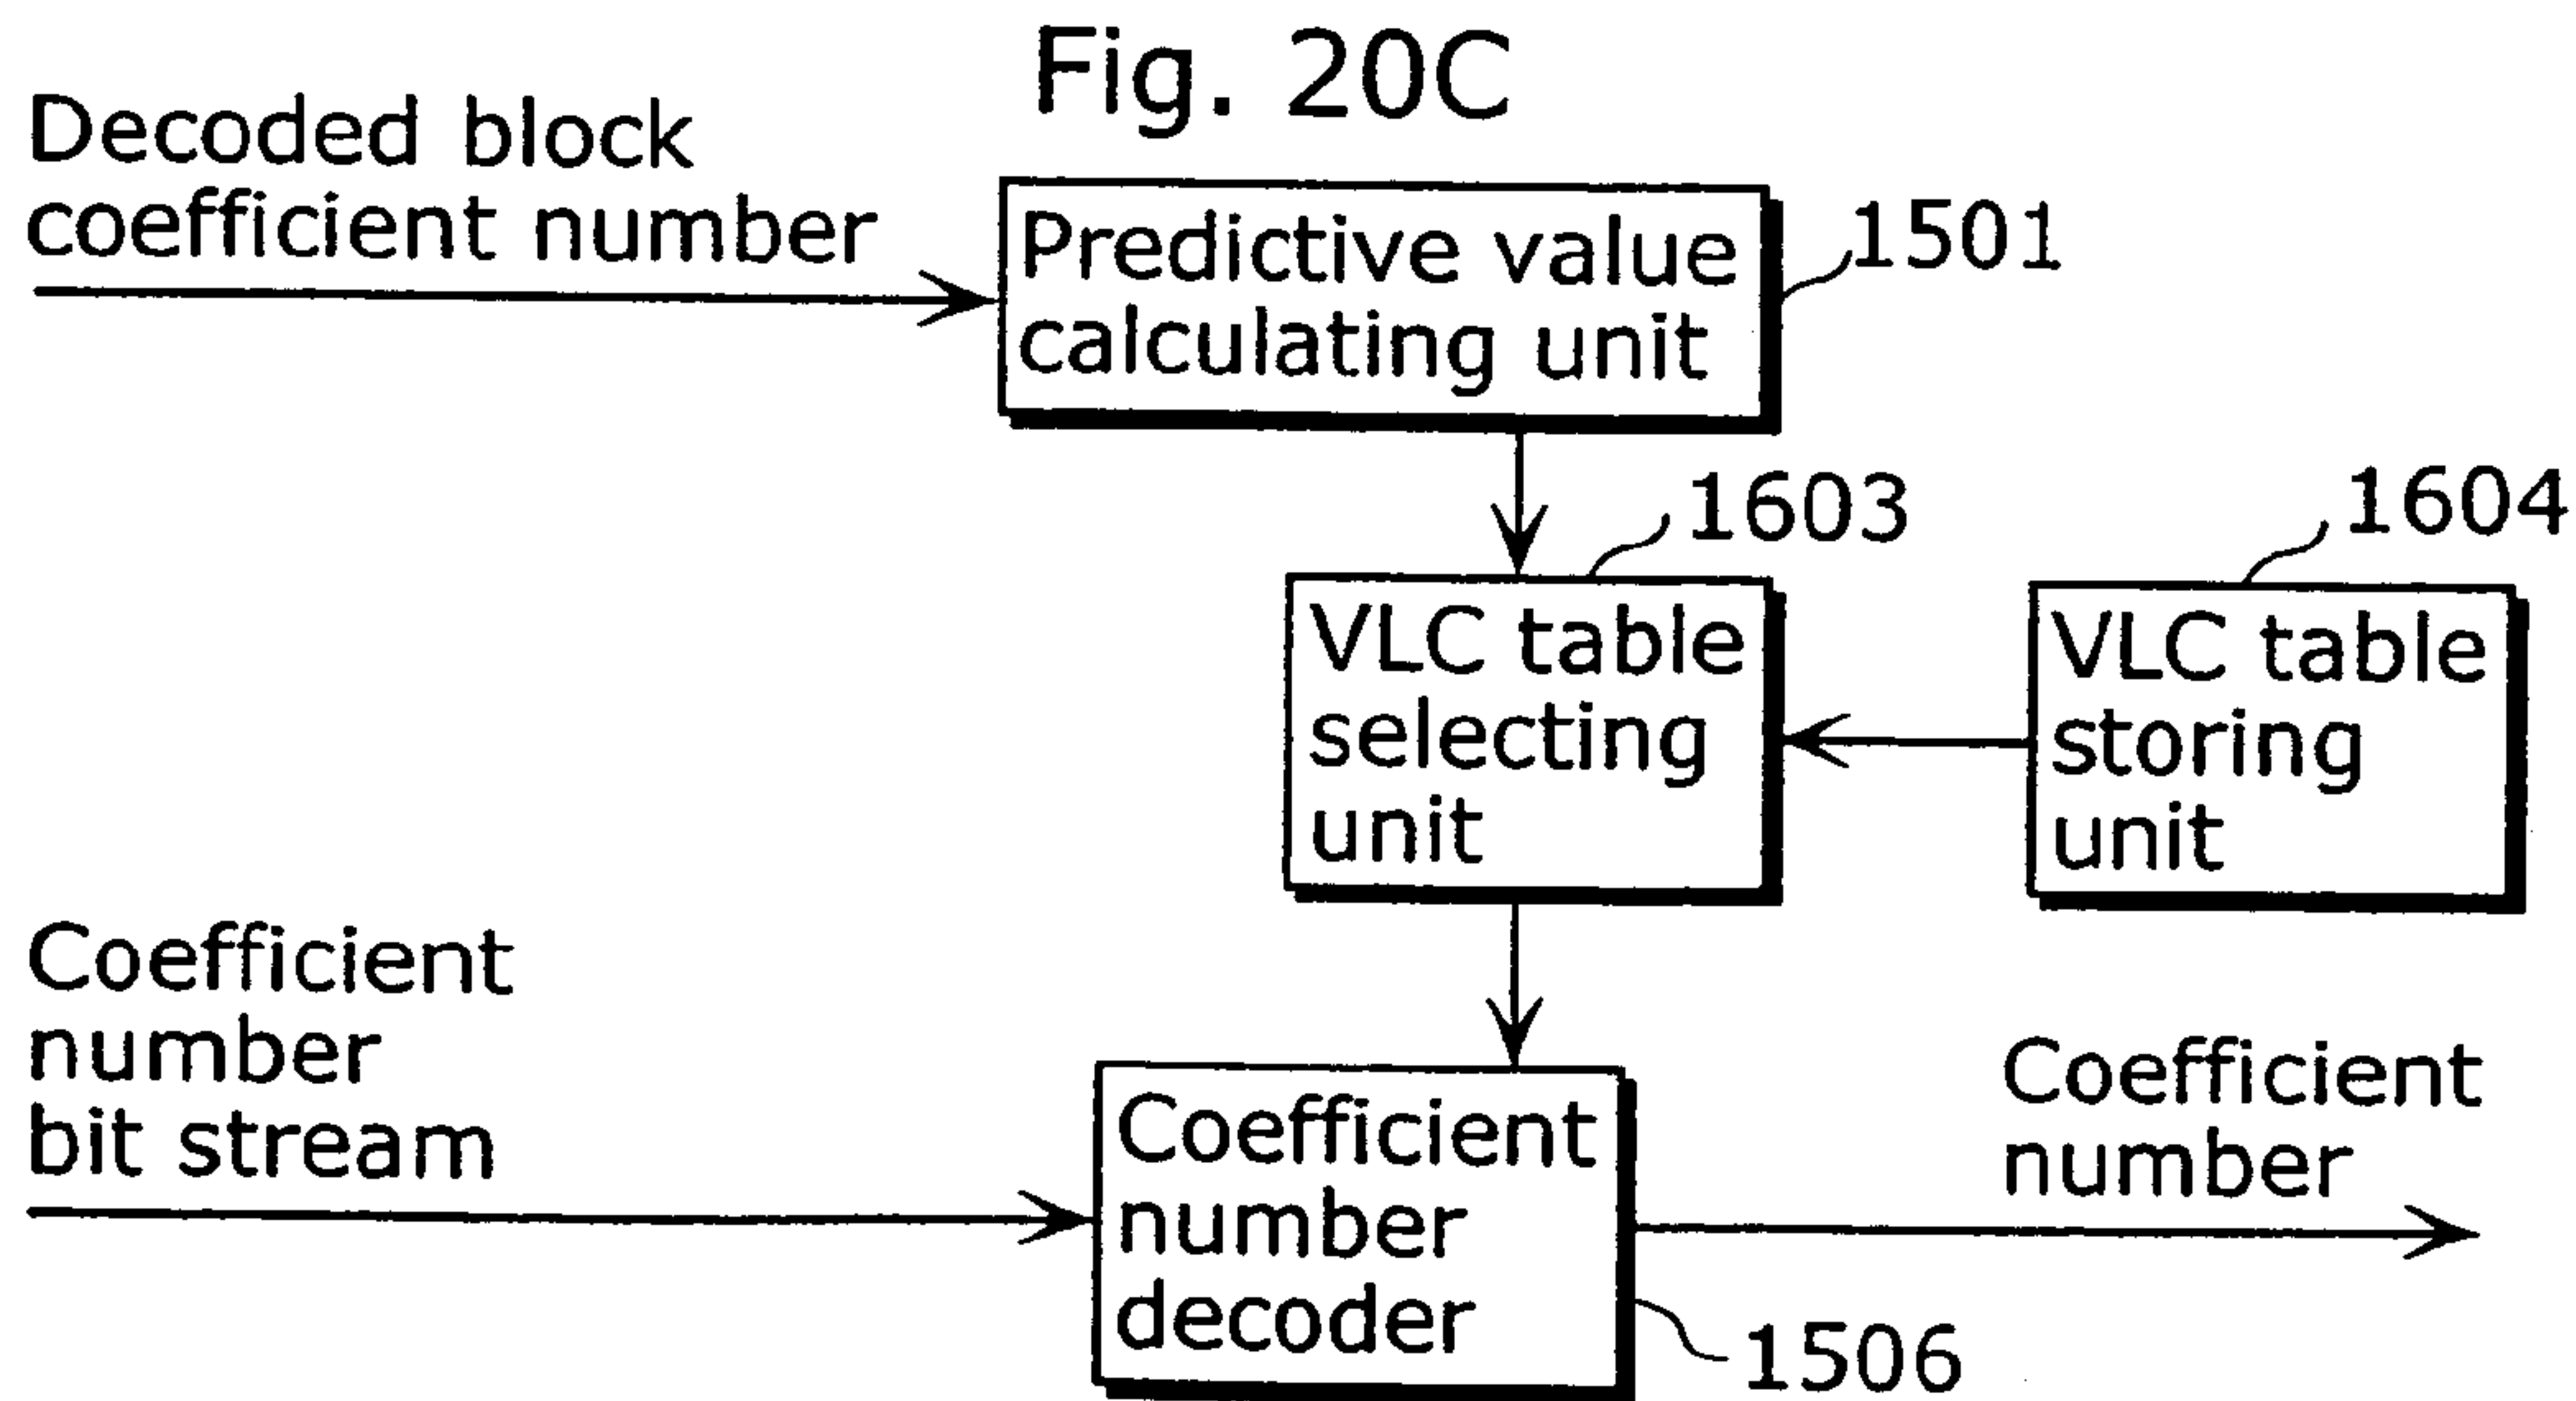 Fig. 20C
Decoded block
coefficient number
Predictive value
calculating unit
1501
1603
1604
VLC table
selecting
unit
VLC table
storing
unit
Coefficient
number
bit stream
Coefficient
number
decoder
Coefficient
number
1506